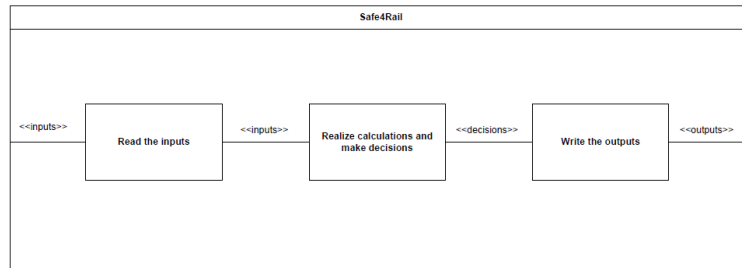 Safe4Rail
<<inputs>>
Read the inputs
<<inputs>>
Realize calculations and
make decisions
<<decisions>>
Write the outputs
<<outputs>>